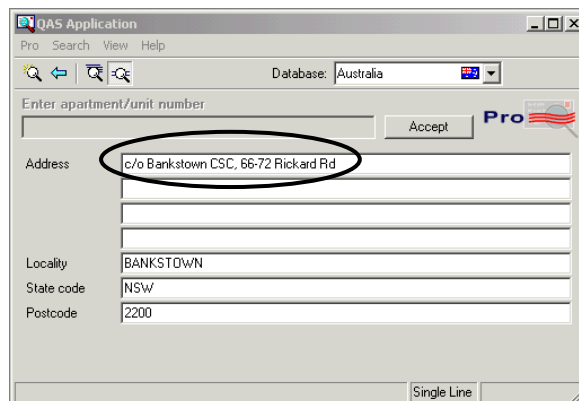 QAS Application
Pro Search View Help
Database: Australia
Enter apartment/unit number
Accept
Pro
Address c/o Bankstown CSC, 66-72 Rickard Rd
Locality BANKSTOWN
State code NSW
Postcode 2200
Single Line